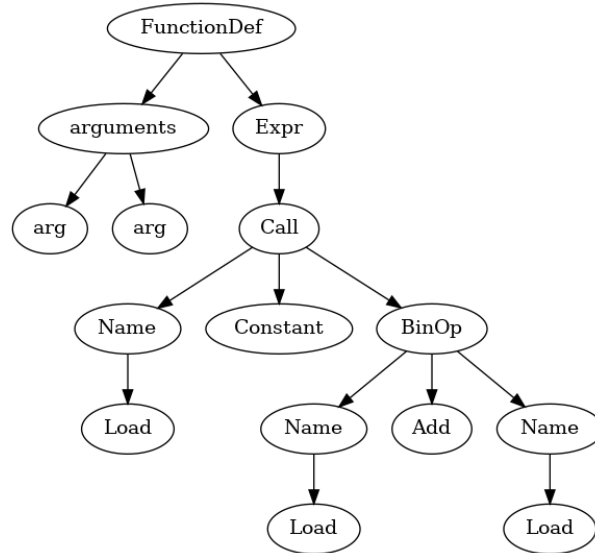 FunctionDef
arguments
Expr
arg
arg
Call
Name
Constant
BinOp
Load
Name
Add
Name
Load
Load